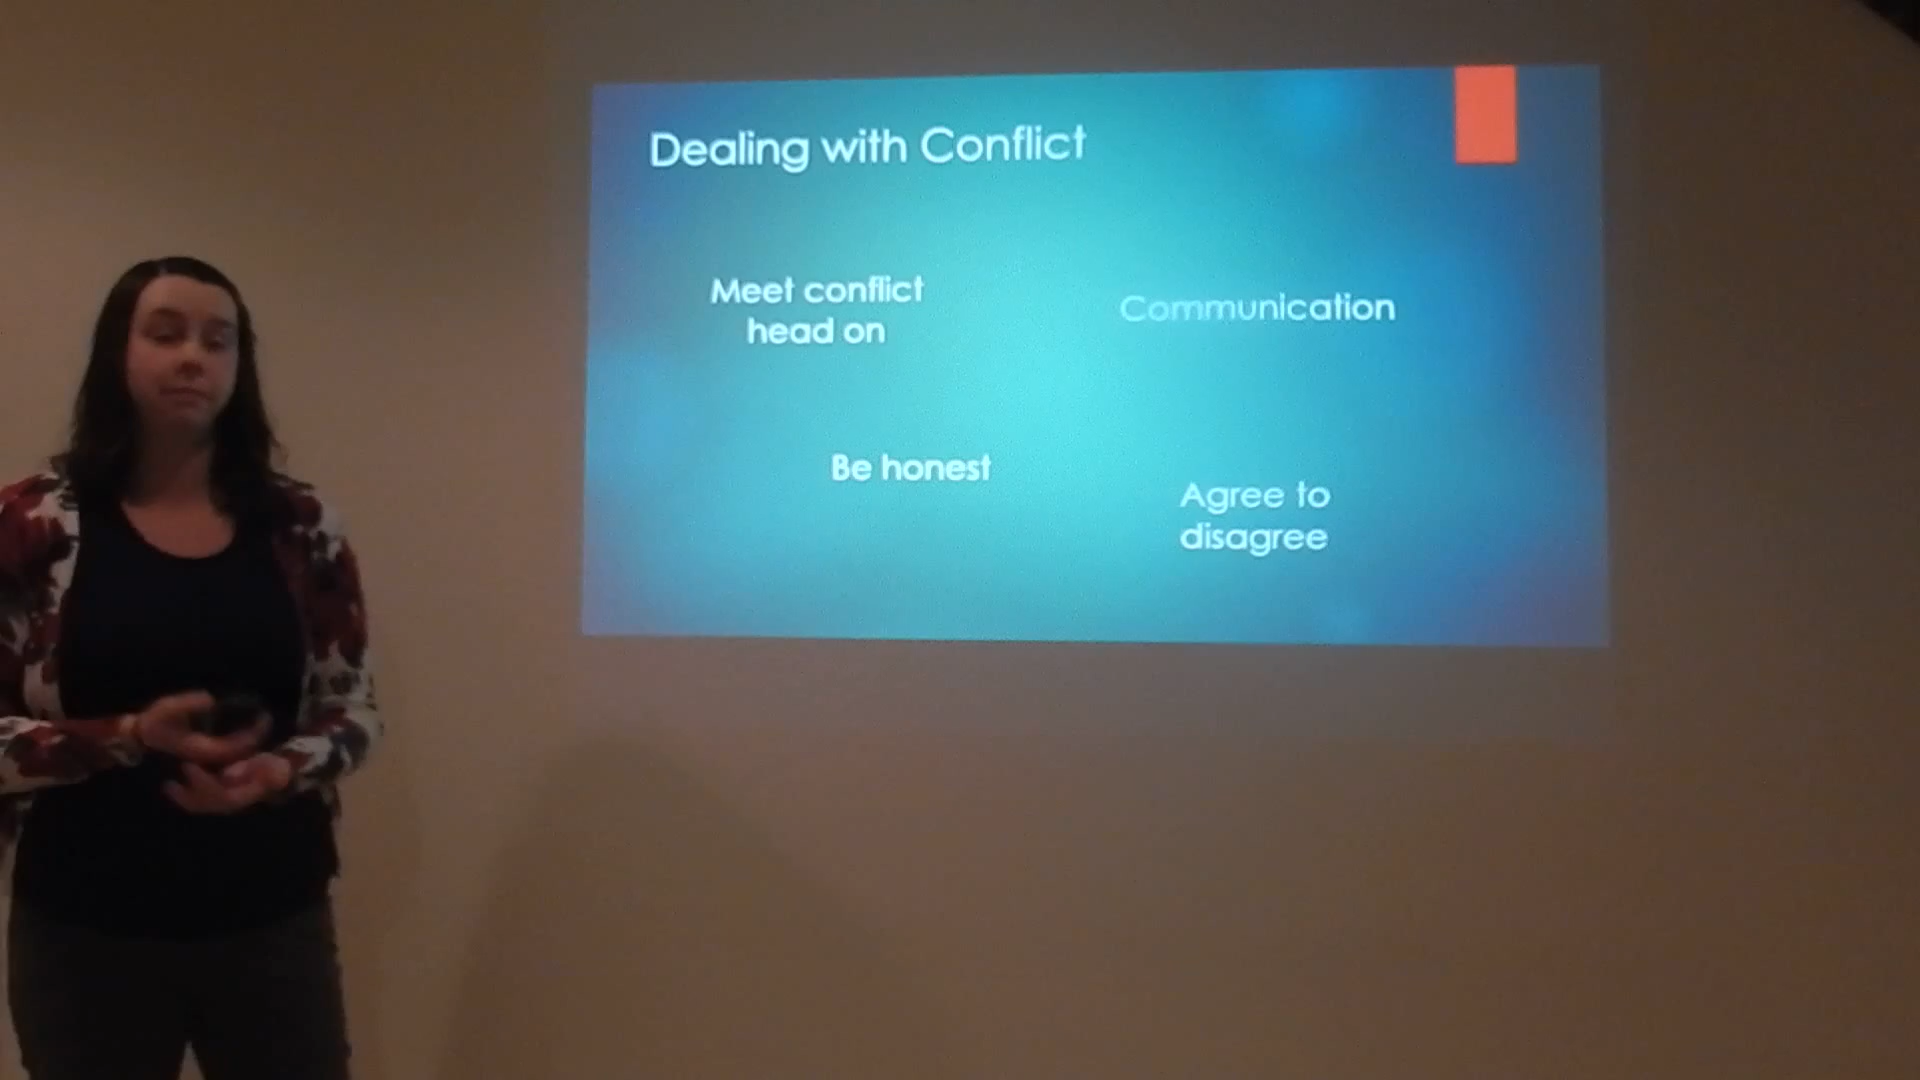 Dealing with Conflict
Meet conflict
head on
Communication
Be honest
Agree to
disagree